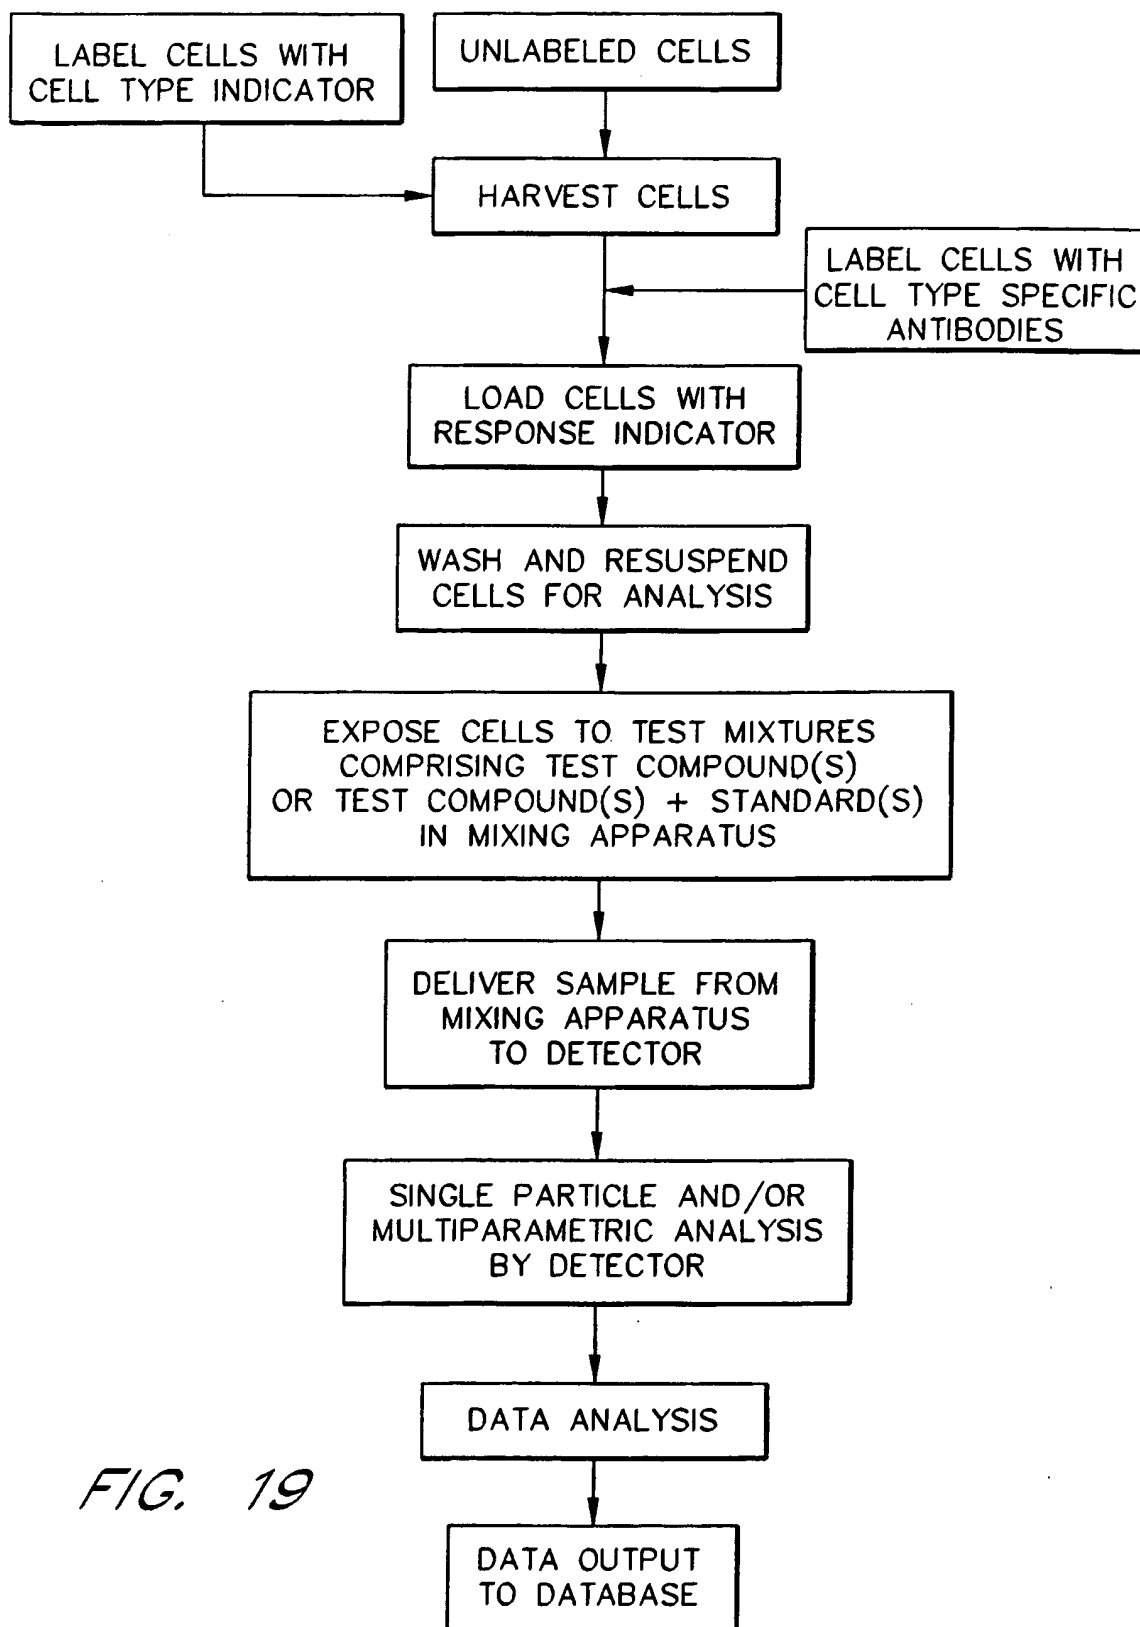 LABEL CELLS WITH
CELL TYPE INDICATOR
UNLABELED CELLS
HARVEST CELLS
LABEL CELLS WITH
CELL TYPE SPECIFIC
ANTIBODIES
LOAD CELLS WITH
RESPONSE INDICATOR
WASH AND RESUSPEND
CELLS FOR ANALYSIS
EXPOSE CELLS TO TEST MIXTURES
COMPRISING TEST COMPOUND(S)
OR TEST COMPOUND(S) + STANDARD(S)
IN MIXING APPARATUS
DELIVER SAMPLE FROM
MIXING APPARATUS
TO DETECTOR
SINGLE PARTICLE AND/OR
MULTIPARAMETRIC ANALYSIS
BY DETECTOR
DATA ANALYSIS
FIG. 19
DATA OUTPUT
TO DATABASE